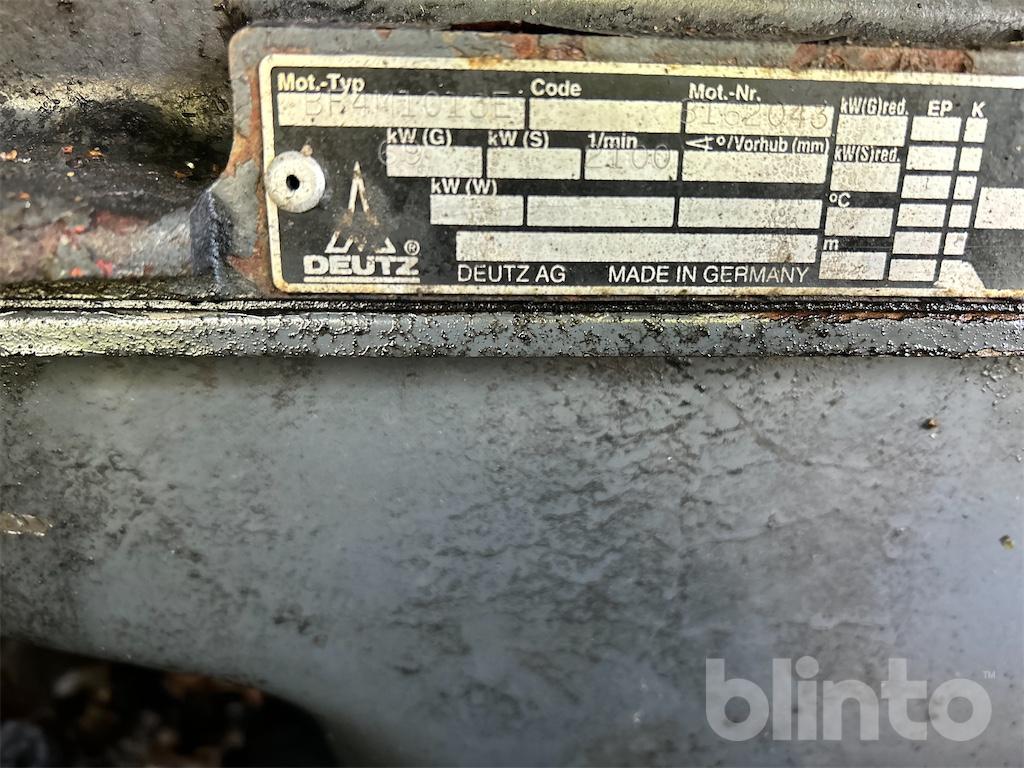 Mot.-Typ Code Mot.-Nr. kW(G)red. EP K
BF4M1013E
kW (G) kW (S) 1/min ∢°/Vorhub (mm) kW(S)red.
2100
kW (W) °C
m
DEUTZ® DEUTZ AG MADE IN GERMANY
blinto™